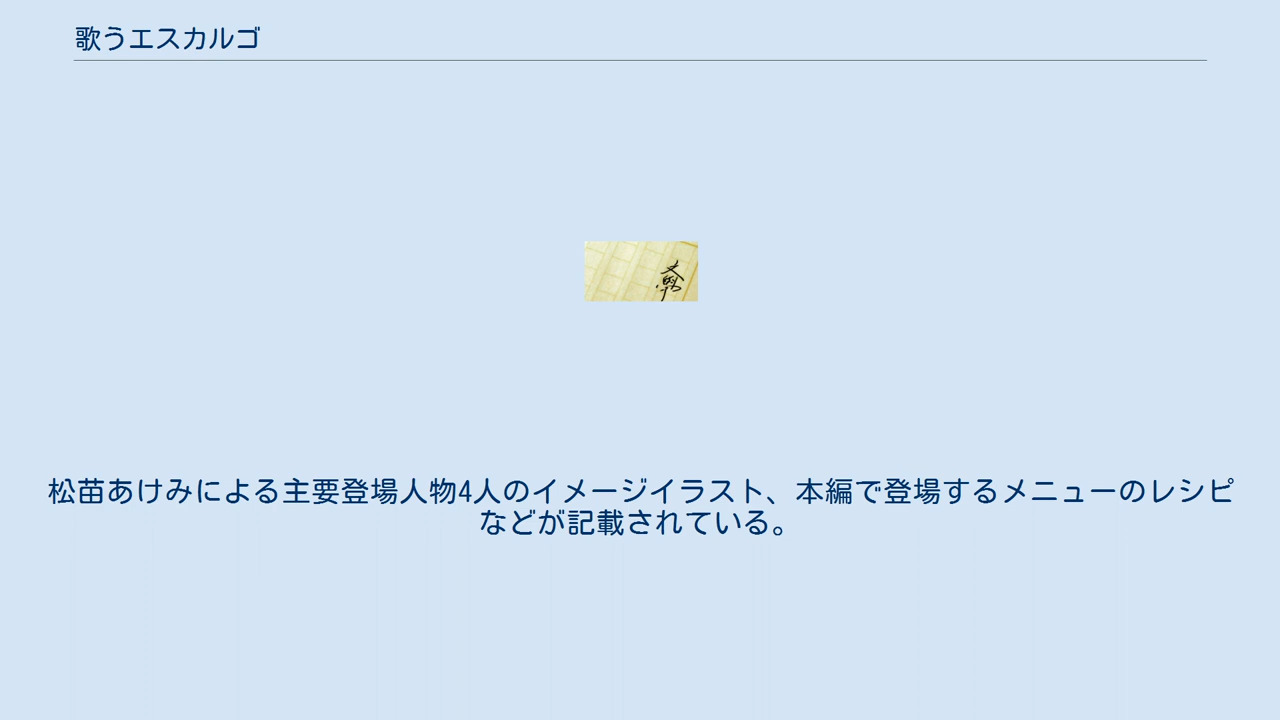 歌うエスカルゴ
松苗あけみによる主要登場人物4人のイメージイラスト、本編で登場するメニューのレシピ
などが記載されている。